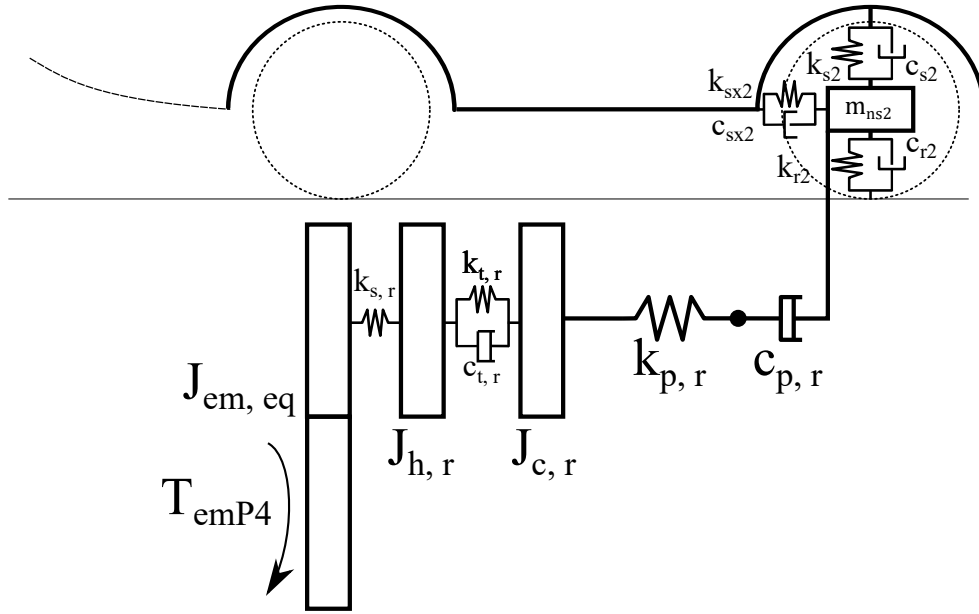 k_s2
c_s2
k_sx2
m_ns2
c_sx2
c_r2
k_r2
k_t, r
k_s, r
c_t, r
k_p, r
c_p, r
J_em, eq
J_h, r
J_c, r
T_emP4